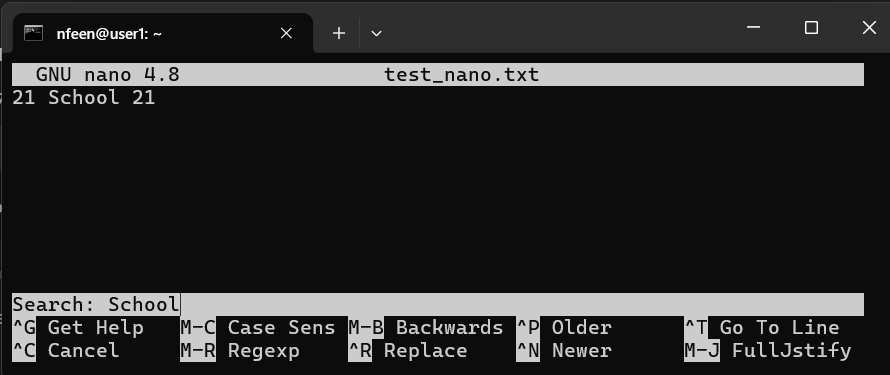 nfeen@user1: ~
GNU nano 4.8 test_nano.txt
21 School 21
Search: School
^G Get Help M-C Case Sens M-B Backwards ^P Older ^T Go To Line
^C Cancel M-R Regexp ^R Replace ^N Newer M-J FullJstify